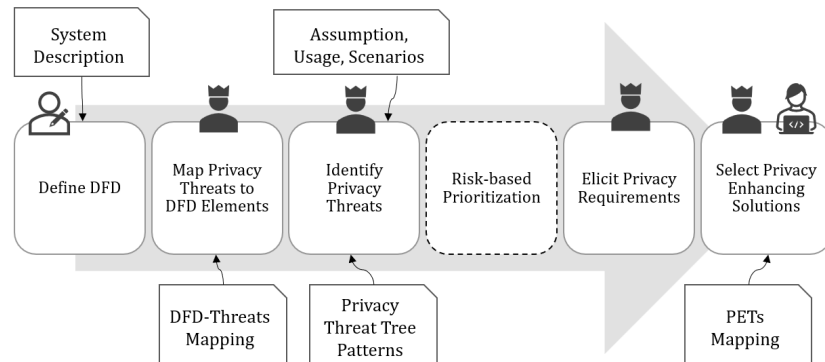 System
Description
Assumption,
Usage, Scenarios
Define DFD
Map Privacy
Threats to
DFD Elements
Identify
Privacy
Threats
Risk-based
Prioritization
Elicit Privacy
Requirements
Select Privacy
Enhancing
Solutions
</>
DFD-Threats
Mapping
Privacy
Threat Tree
Patterns
PETs
Mapping